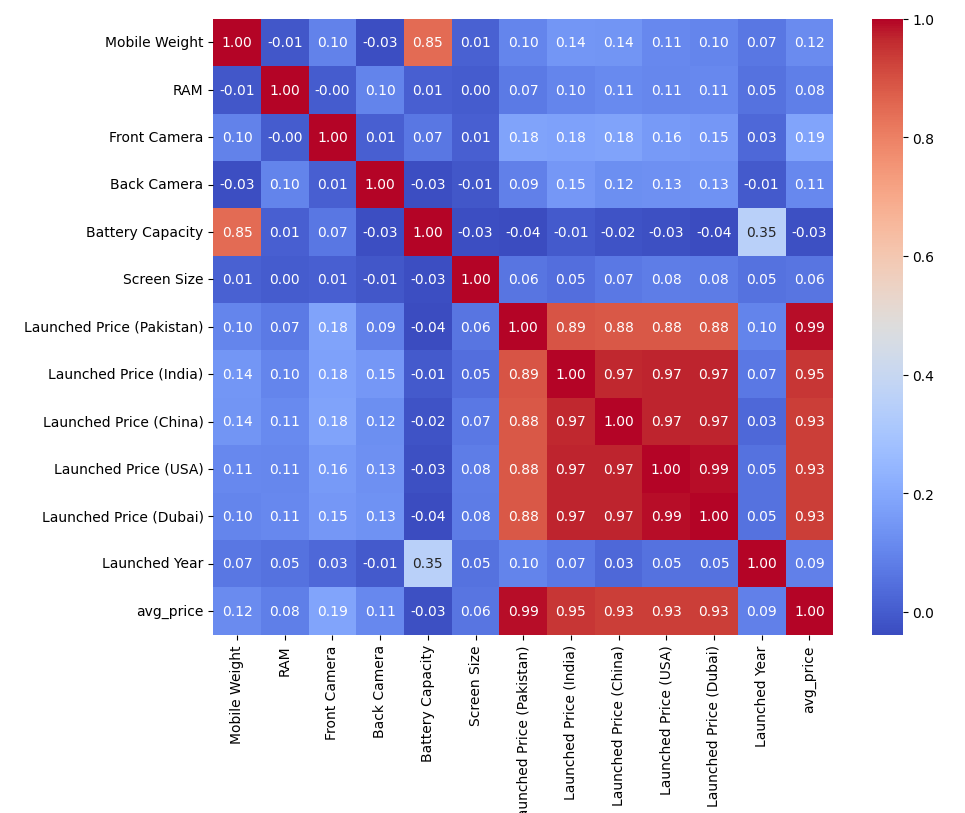 Mobile Weight 1.00 -0.01 0.10 -0.03 0.85 0.01 0.10 0.14 0.14 0.11 0.10 0.07 0.12
RAM -0.01 1.00 -0.00 0.10 0.01 0.00 0.07 0.10 0.11 0.11 0.11 0.05 0.08
Front Camera 0.10 -0.00 1.00 0.01 0.07 0.01 0.18 0.18 0.18 0.16 0.15 0.03 0.19
Back Camera -0.03 0.10 0.01 1.00 -0.03 -0.01 0.09 0.15 0.12 0.13 0.13 -0.01 0.11
Battery Capacity 0.85 0.01 0.07 -0.03 1.00 -0.03 -0.04 -0.01 -0.02 -0.03 -0.04 0.35 -0.03
Screen Size 0.01 0.00 0.01 -0.01 -0.03 1.00 0.06 0.05 0.07 0.08 0.08 0.05 0.06
Launched Price (Pakistan) 0.10 0.07 0.18 0.09 -0.04 0.06 1.00 0.89 0.88 0.88 0.88 0.10 0.99
Launched Price (India) 0.14 0.10 0.18 0.15 -0.01 0.05 0.89 1.00 0.97 0.97 0.97 0.07 0.95
Launched Price (China) 0.14 0.11 0.18 0.12 -0.02 0.07 0.88 0.97 1.00 0.97 0.97 0.03 0.93
Launched Price (USA) 0.11 0.11 0.16 0.13 -0.03 0.08 0.88 0.97 0.97 1.00 0.99 0.05 0.93
Launched Price (Dubai) 0.10 0.11 0.15 0.13 -0.04 0.08 0.88 0.97 0.97 0.99 1.00 0.05 0.93
Launched Year 0.07 0.05 0.03 -0.01 0.35 0.05 0.10 0.07 0.03 0.05 0.05 1.00 0.09
avg_price 0.12 0.08 0.19 0.11 -0.03 0.06 0.99 0.95 0.93 0.93 0.93 0.09 1.00
Mobile Weight
RAM
Front Camera
Back Camera
Battery Capacity
Screen Size
aunched Price (Pakistan)
Launched Price (India)
Launched Price (China)
Launched Price (USA)
Launched Price (Dubai)
Launched Year
avg_price
1.0
0.8
0.6
0.4
0.2
0.0